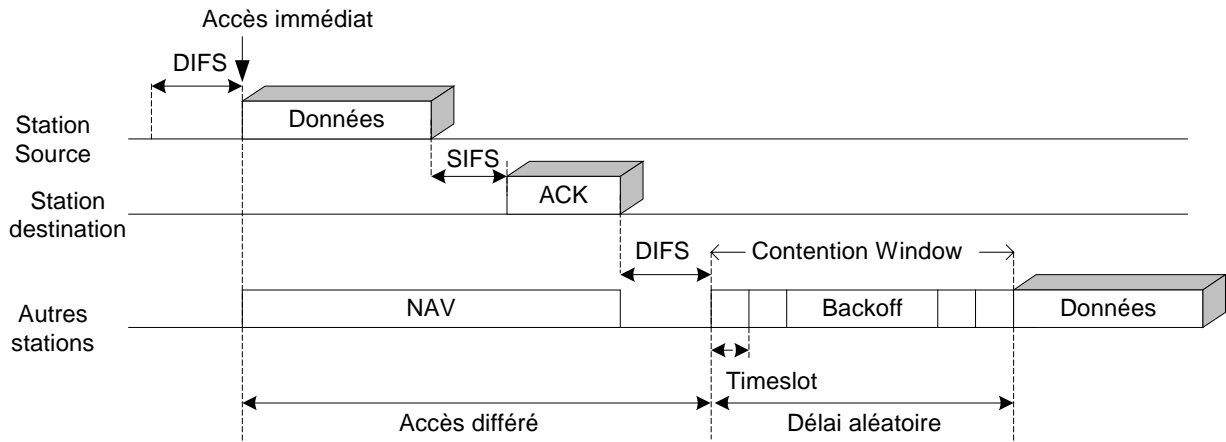 Accès immédiat
DIFS
Données
Station
Source
SIFS
ACK
Station
destination
DIFS
Contention Window
NAV
Backoff
Données
Autres
stations
Timeslot
Accès différé
Délai aléatoire